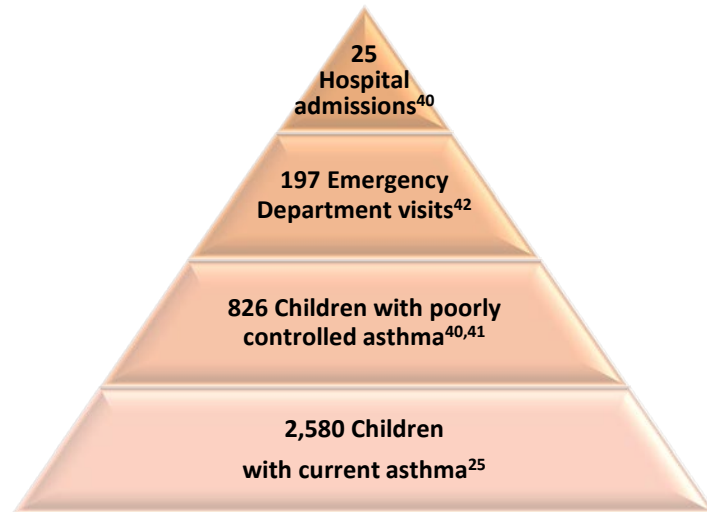 25
Hospital
admissions⁴⁰
197 Emergency
Department visits⁴²
826 Children with poorly
controlled asthma⁴⁰,⁴¹
2,580 Children
with current asthma²⁵